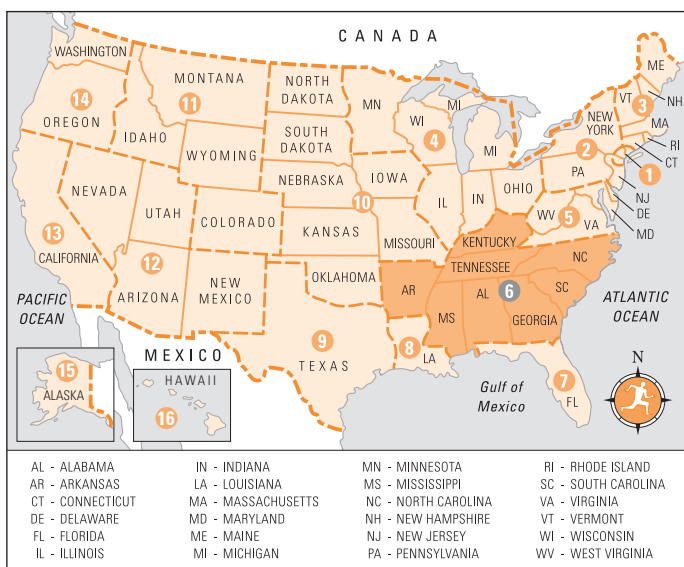 CANADA
WASHINGTON
MONTANA
NORTH
DAKOTA
MN
ME
14
OREGON
11
IDAHO
WYOMING
SOUTH
DAKOTA
WI
4
MI
MI
VT
3
NH
NEW
YORK
MA
2
RI
1
CT
NEVADA
UTAH
COLORADO
NEBRASKA
IOWA
10
KANSAS
MISSOURI
IL
IN
OHIO
PA
NJ
DE
MD
WV
5
VA
13
CALIFORNIA
12
ARIZONA
NEW
MEXICO
OKLAHOMA
AR
KENTUCKY
TENNESSEE
NC
SC
6
AL
MS
GEORGIA
PACIFIC
OCEAN
ATLANTIC
OCEAN
9
TEXAS
8
LA
7
FL
MEXICO
Gulf of
Mexico
N
15
ALASKA
HAWAII
16
AL - ALABAMA
AR - ARKANSAS
CT - CONNECTICUT
DE - DELAWARE
FL - FLORIDA
IL - ILLINOIS
IN - INDIANA
LA - LOUISIANA
MA - MASSACHUSETTS
MD - MARYLAND
ME - MAINE
MI - MICHIGAN
MN - MINNESOTA
MS - MISSISSIPPI
NC - NORTH CAROLINA
NH - NEW HAMPSHIRE
NJ - NEW JERSEY
PA - PENNSYLVANIA
RI - RHODE ISLAND
SC - SOUTH CAROLINA
VA - VIRGINIA
VT - VERMONT
WI - WISCONSIN
WV - WEST VIRGINIA